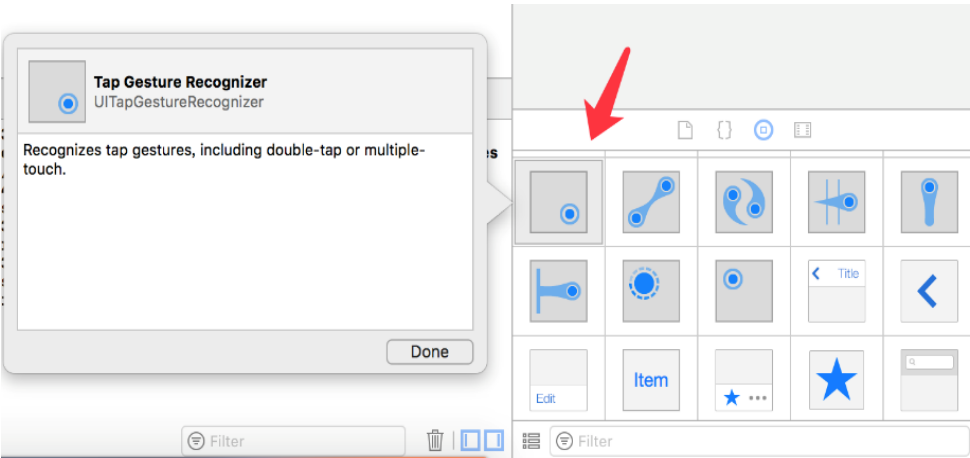 Tap Gesture Recognizer
UITapGestureRecognizer
Recognizes tap gestures, including double-tap or multiple-
touch.
Done
Filter
{}
Title
Edit
Item
Filter